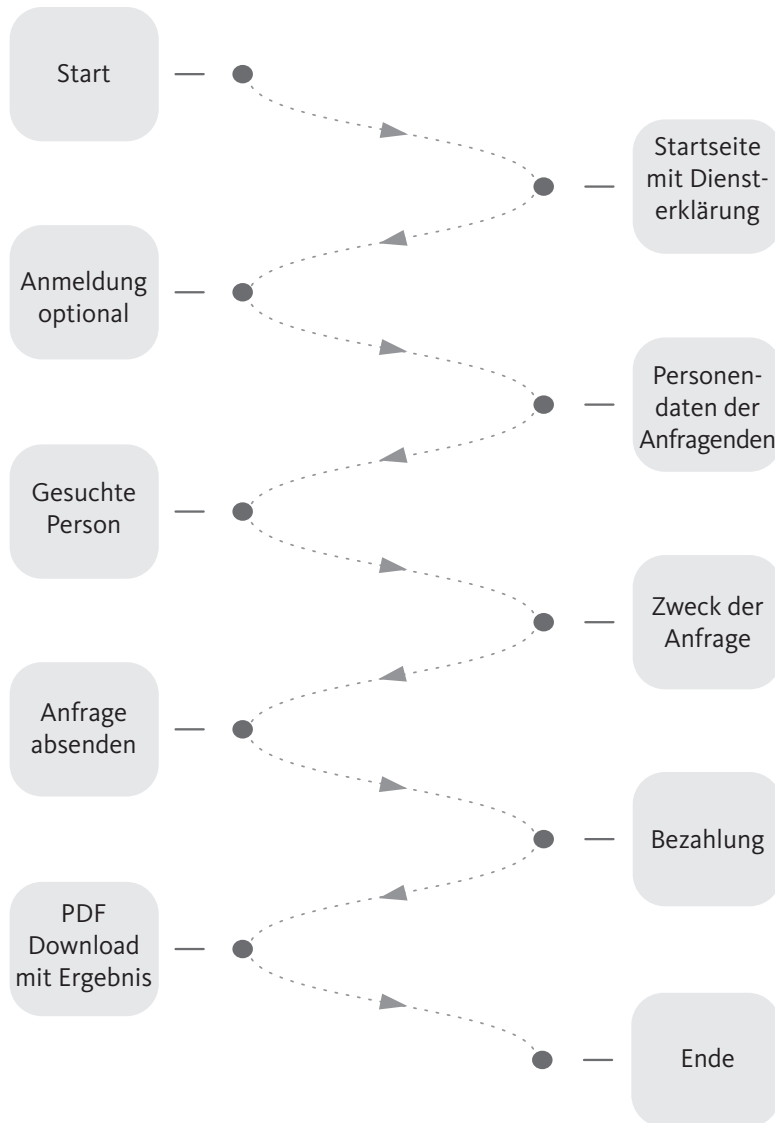 Start
Startseite
mit Dienst-
erklärung
Anmeldung
optional
Personen-
daten der
Anfragenden
Gesuchte
Person
Zweck der
Anfrage
Anfrage
absenden
Bezahlung
PDF
Download
mit Ergebnis
Ende